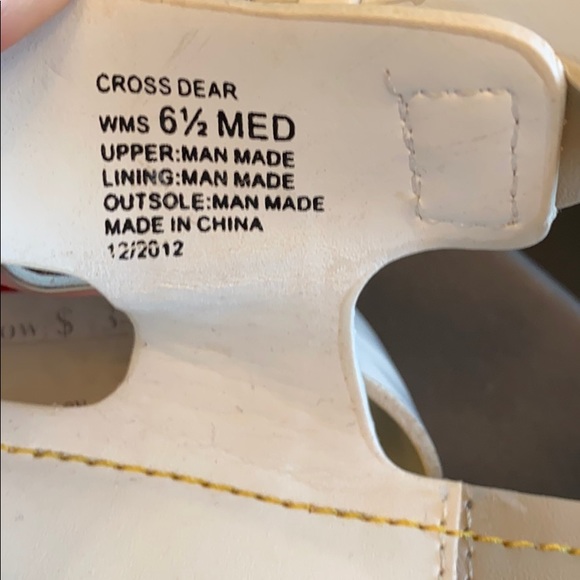 CROSS DEAR
WMS 6½ MED
UPPER:MAN MADE
LINING:MAN MADE
OUTSOLE:MAN MADE
MADE IN CHINA
12/2012
$